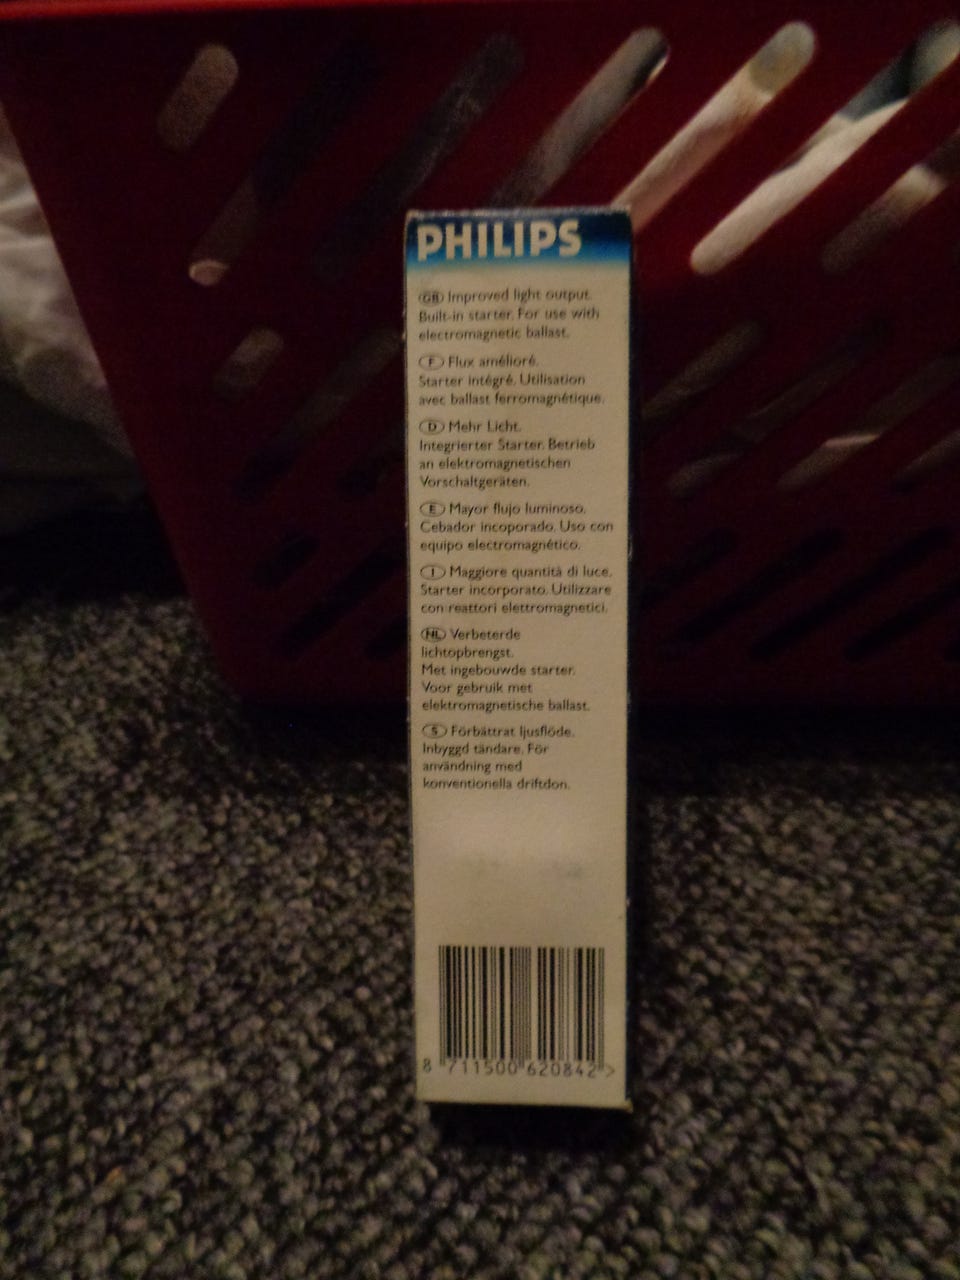 PHILIPS
GB Improved light output.
Built-in starter. For use with
electromagnetic ballast.
F Flux amélioré.
Starter intégré. Utilisation
avec ballast ferromagnétique.
D Mehr Licht.
Integrierter Starter. Betrieb
an elektromagnetischen
Vorschaltgeräten.
E Mayor flujo luminoso.
Cebador incoporado. Uso con
equipo electromagnético.
I Maggiore quantità di luce.
Starter incorporato. Utilizzare
con reattori elettromagnetici.
NL Verbeterde
lichtopbrengst.
Met ingebouwde starter.
Voor gebruik met
elektromagnetische ballast.
S Förbättrat ljusflöde.
Inbyggd tändare. För
användning med
konventionella driftdon.
8 711500 620842 >